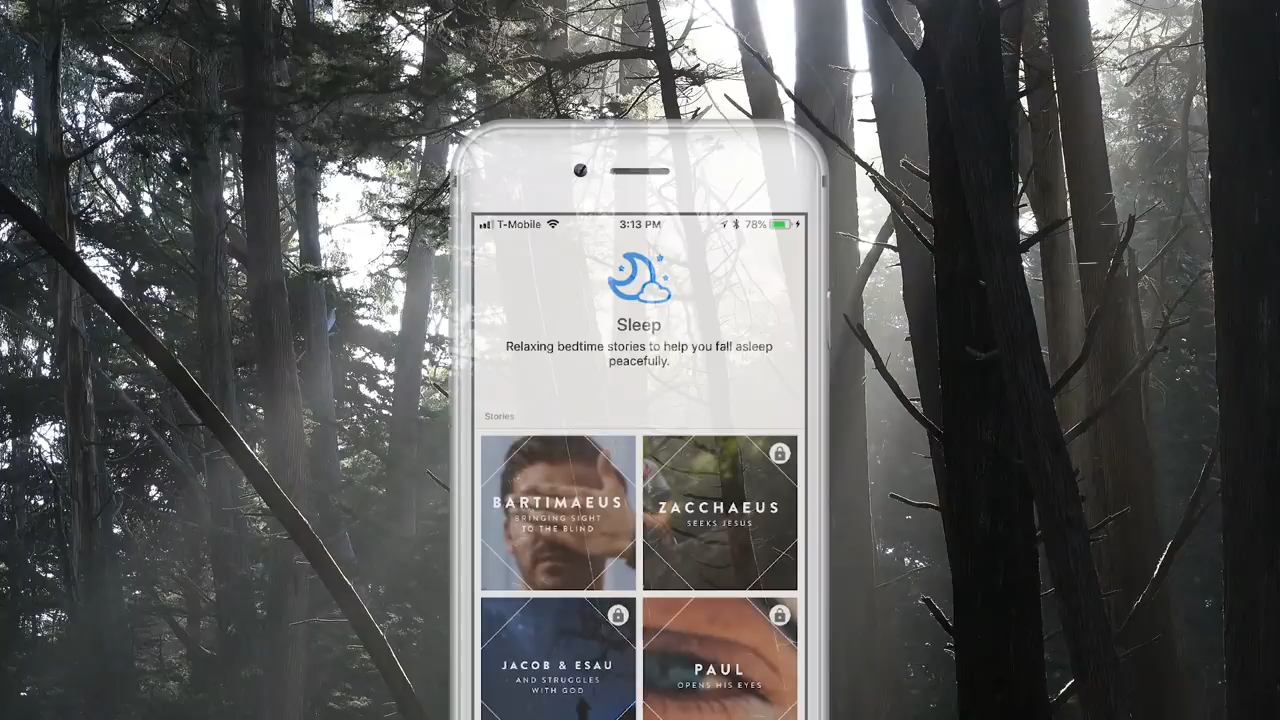 T-Mobile 3:13 PM 78%
Sleep
Relaxing bedtime stories to help you fall asleep
peacefully.
Stories
BARTIMAEUS
BRINGING SIGHT
TO THE BLIND
ZACCHAEUS
SEEKS JESUS
JACOB & ESAU
AND STRUGGLES
WITH GOD
PAUL
OPENS HIS EYES